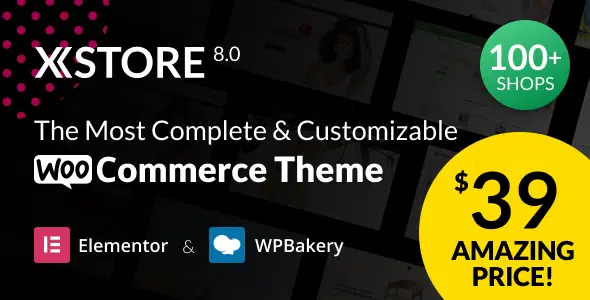 XSTORE 8.0
100+
SHOPS
The Most Complete & Customizable
WOO Commerce Theme
$39
AMAZING
PRICE!
Elementor & WPBakery